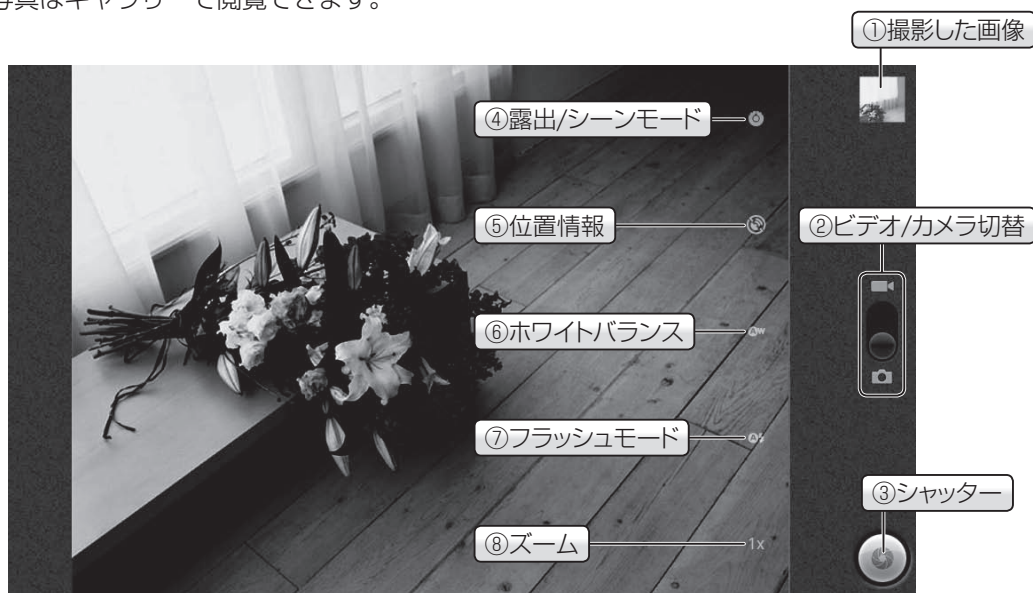 写真はギャラリーで閲覧できます。
①撮影した画像
④露出/シーンモード
⑤位置情報
②ビデオ/カメラ切替
⑥ホワイトバランス
⑦フラッシュモード
③シャッター
⑧ズーム
1x